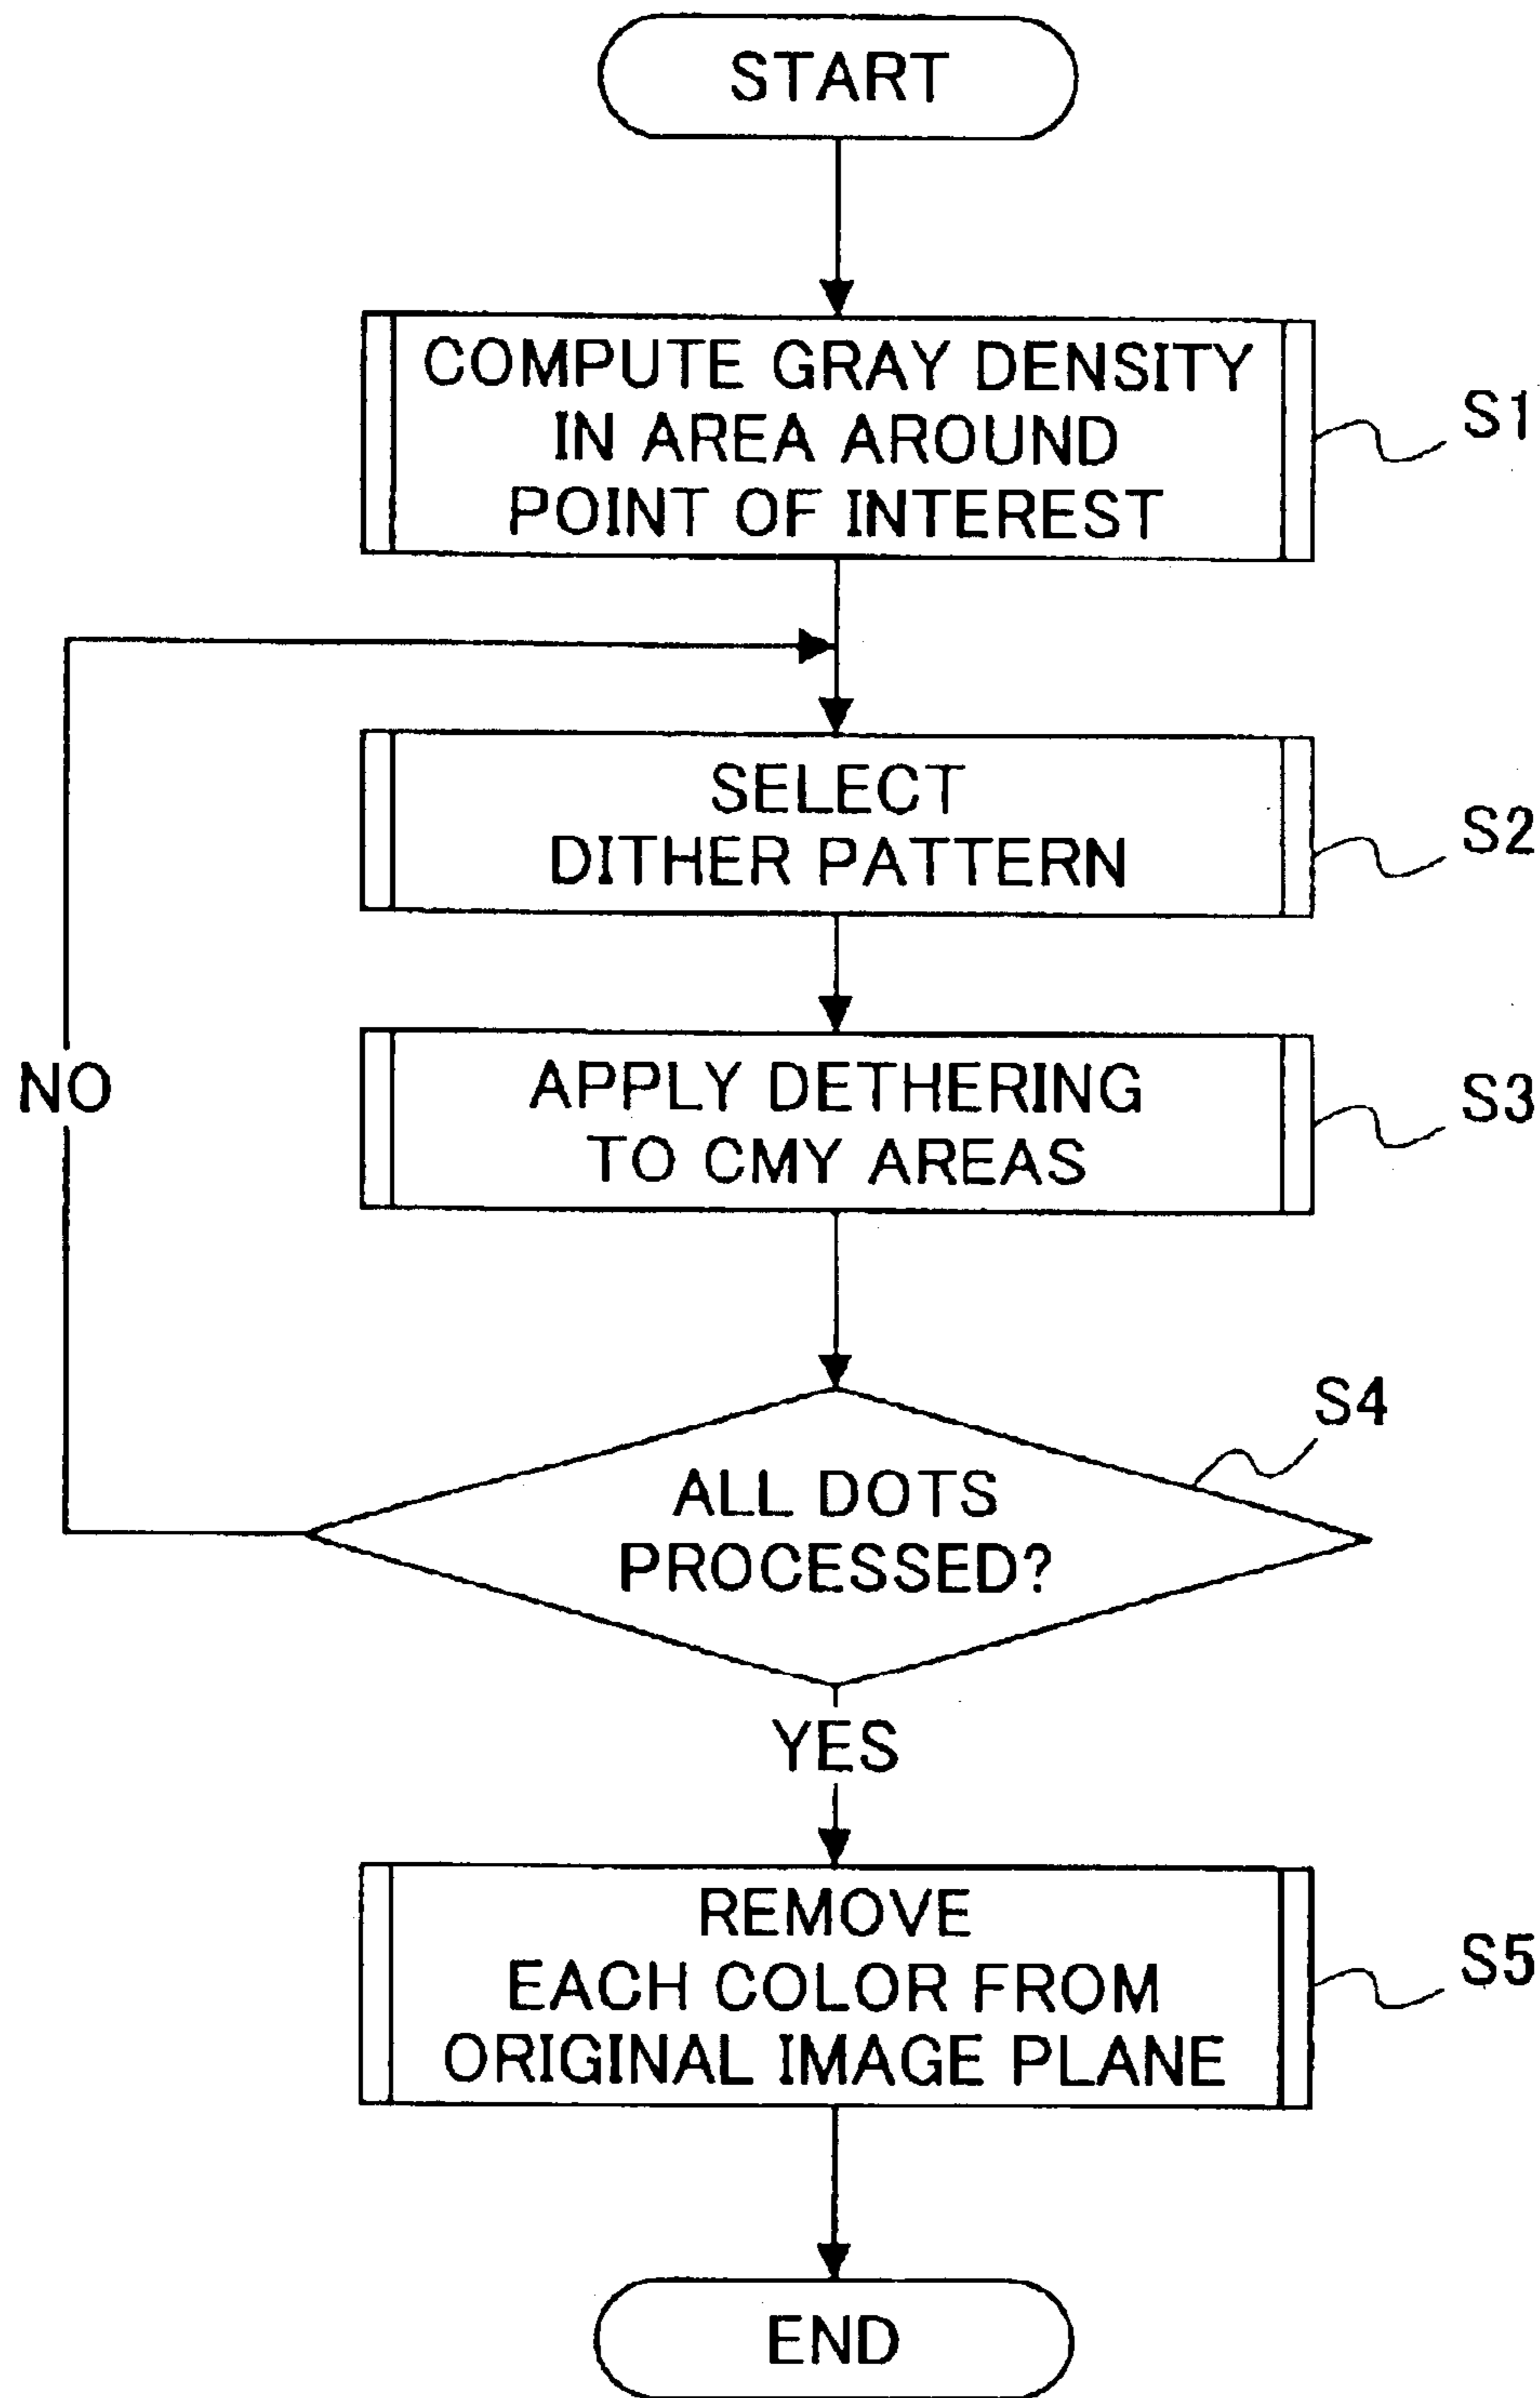 START
COMPUTE GRAY DENSITY
IN AREA AROUND
POINT OF INTEREST
S1
SELECT
DITHER PATTERN
S2
APPLY DETHERING
TO CMY AREAS
S3
NO
ALL DOTS
PROCESSED?
S4
YES
REMOVE
EACH COLOR FROM
ORIGINAL IMAGE PLANE
S5
END